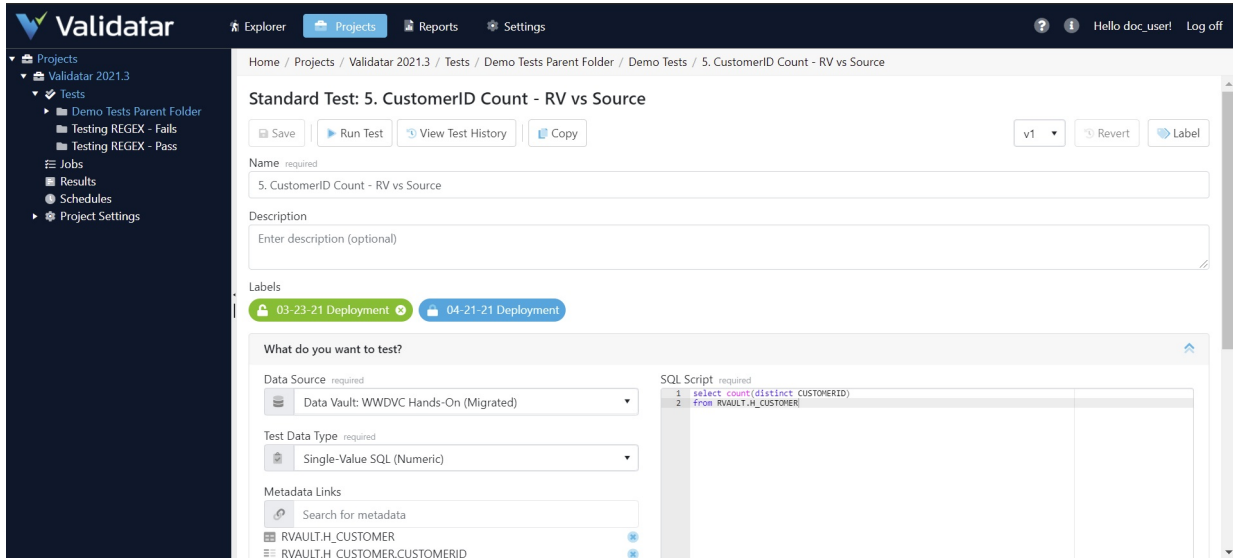 Validatar
Explorer
Projects
Reports
Settings
Hello doc_user!
Log off
Projects
Validatar 2021.3
Tests
Demo Tests Parent Folder
Testing REGEX - Fails
Testing REGEX - Pass
Jobs
Results
Schedules
Project Settings
Home / Projects / Validatar 2021.3 / Tests / Demo Tests Parent Folder / Demo Tests / 5. CustomerID Count - RV vs Source
Standard Test: 5. CustomerID Count - RV vs Source
Save
Run Test
View Test History
Copy
v1
Revert
Label
Name required
5. CustomerID Count - RV vs Source
Description
Enter description (optional)
Labels
03-23-21 Deployment
04-21-21 Deployment
What do you want to test?
Data Source required
Data Vault: WWDVC Hands-On (Migrated)
Test Data Type required
Single-Value SQL (Numeric)
Metadata Links
Search for metadata
RVAULT.H_CUSTOMER
RVAULT.H_CUSTOMER.CUSTOMERID
SQL Script required
1 select count(distinct CUSTOMERID)
2 from RVAULT.H_CUSTOMER